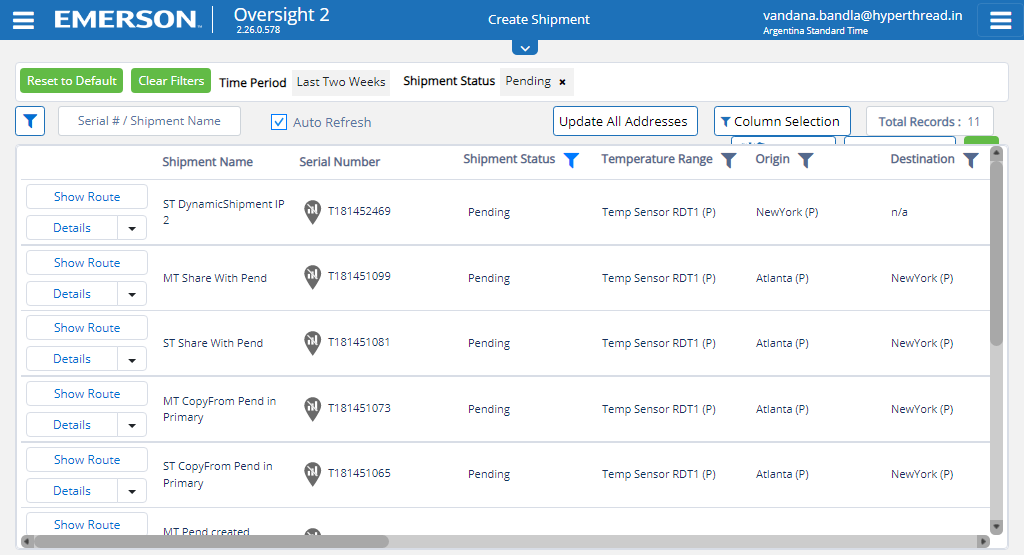 EMERSON
Oversight 2
2.26.0.578
Create Shipment
vandana.bandla@hyperthread.in
Argentina Standard Time
Reset to Default
Clear Filters
Time Period
Last Two Weeks
Shipment Status
Pending ×
Serial # / Shipment Name
Auto Refresh
Update All Addresses
Column Selection
Total Records : 11
Shipment Name Serial Number Shipment Status Temperature Range Origin Destination
Show Route
Details
ST DynamicShipment IP
2
T181452469 Pending Temp Sensor RDT1 (P) NewYork (P) n/a
Show Route
Details
MT Share With Pend T181451099 Pending Temp Sensor RDT1 (P) Atlanta (P) NewYork (P)
Show Route
Details
ST Share With Pend T181451081 Pending Temp Sensor RDT1 (P) Atlanta (P) NewYork (P)
Show Route
Details
MT CopyFrom Pend in
Primary
T181451073 Pending Temp Sensor RDT1 (P) Atlanta (P) NewYork (P)
Show Route
Details
ST CopyFrom Pend in
Primary
T181451065 Pending Temp Sensor RDT1 (P) Atlanta (P) NewYork (P)
Show Route
MT Pend created